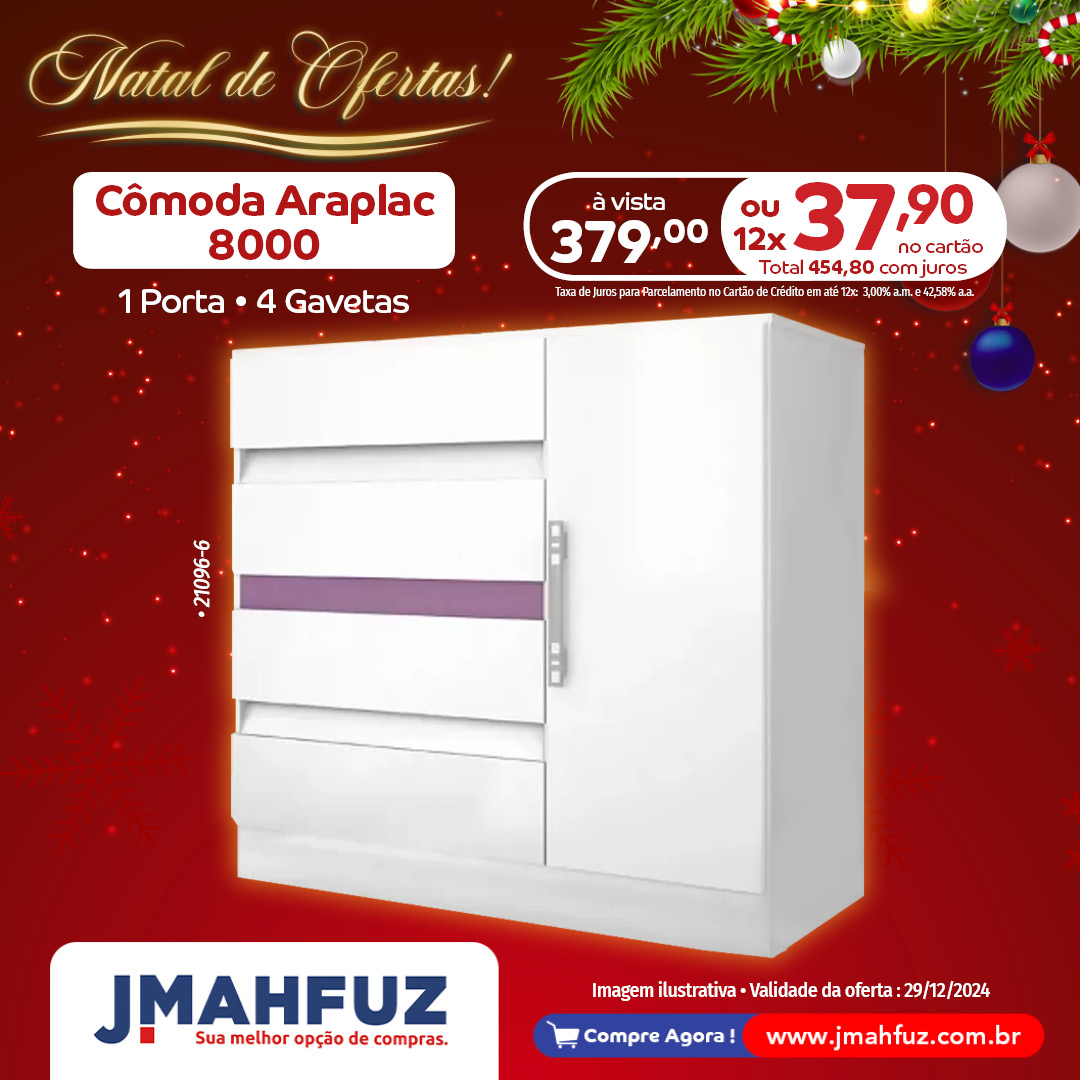 Natal de Ofertas!
Cômoda Araplac
8000
1 Porta • 4 Gavetas
à vista
379,00
ou
12x
37,90
no cartão
Total 454,80 com juros
Taxa de Juros para Parcelamento no Cartão de Crédito em até 12x: 3,00% a.m. e 42,58% a.a.
• 21096-6
JMAHFUZ
Sua melhor opção de compras.
Imagem ilustrativa • Validade da oferta : 29/12/2024
Compre Agora !
www.jmahfuz.com.br